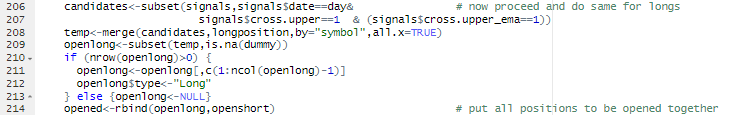 206 candidates<-subset(signals,signals$date==day& # now proceed and do same for longs
207 signals$cross.upper==1 & (signals$cross.upper_ema==1))
208 temp<-merge(candidates,longposition,by="symbol",all.x=TRUE)
209 openlong<-subset(temp,is.na(dummy))
210 if (nrow(openlong)>0) {
211 openlong<-openlong[,c(1:ncol(openlong)-1)]
212 openlong$type<-"Long"
213 } else {openlong<-NULL}
214 opened<-rbind(openlong,openshort) # put all positions to be opened together